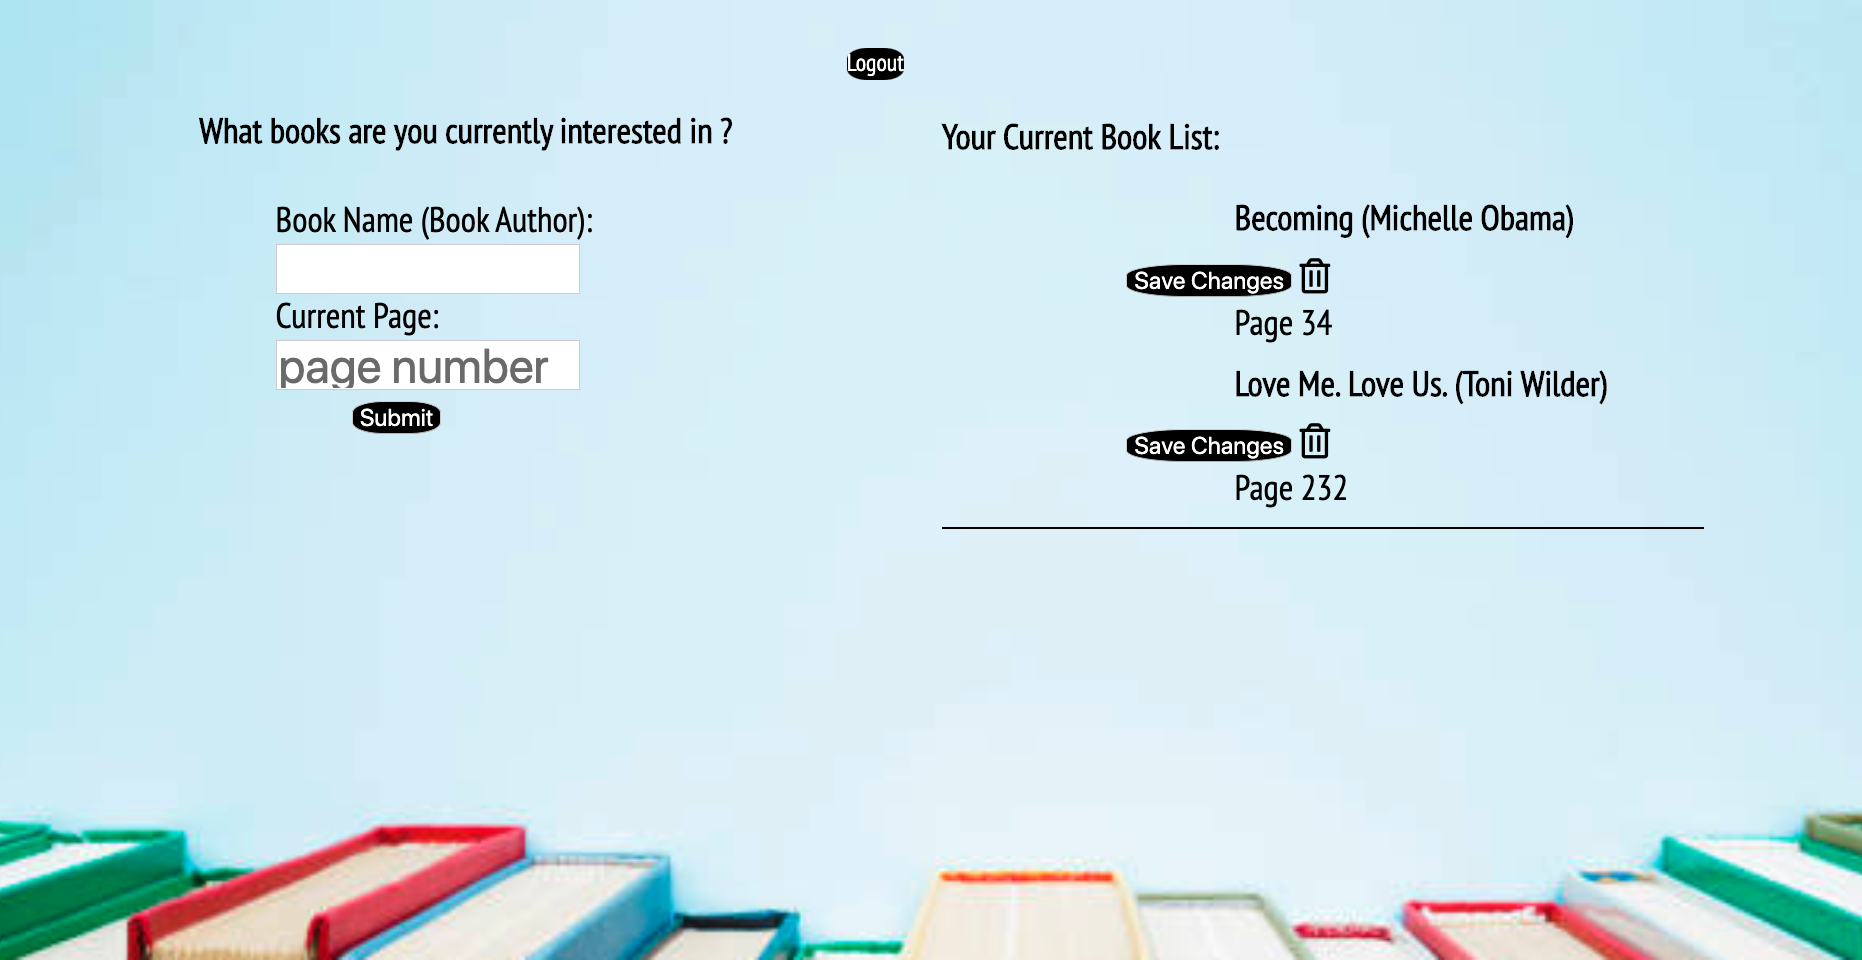 Logout
What books are you currently interested in ?
Book Name (Book Author):
Current Page:
page number
Submit
Your Current Book List:
Becoming (Michelle Obama)
Save Changes
Page 34
Love Me. Love Us. (Toni Wilder)
Save Changes
Page 232